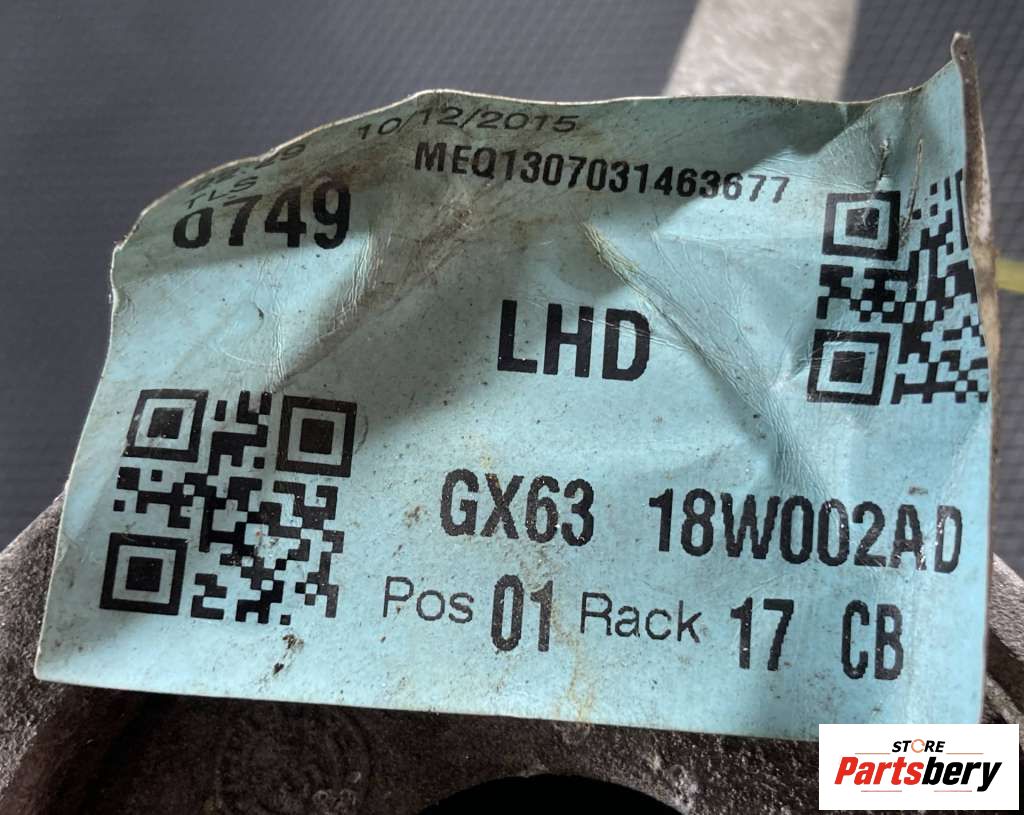 10/12/2015
MEQ1307031463677
TLS
0749
LHD
GX63 18W002AD
Pos 01 Rack 17 CB
STORE
Partsbery